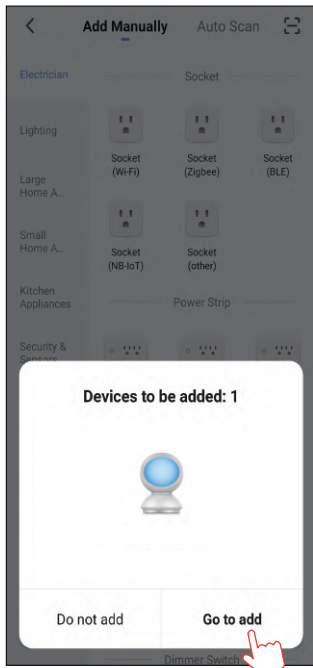 Add Manually Auto Scan
Electrician
Socket
Lighting
Socket Socket Socket
(Wi-Fi) (Zigbee) (BLE)
Large
Home A...
Small
Home A...
Socket Socket
(NB-IoT) (other)
Kitchen
Appliances
Power Strip
Security &
Sensors
Devices to be added: 1
Do not add Go to add
Dimmer Switch